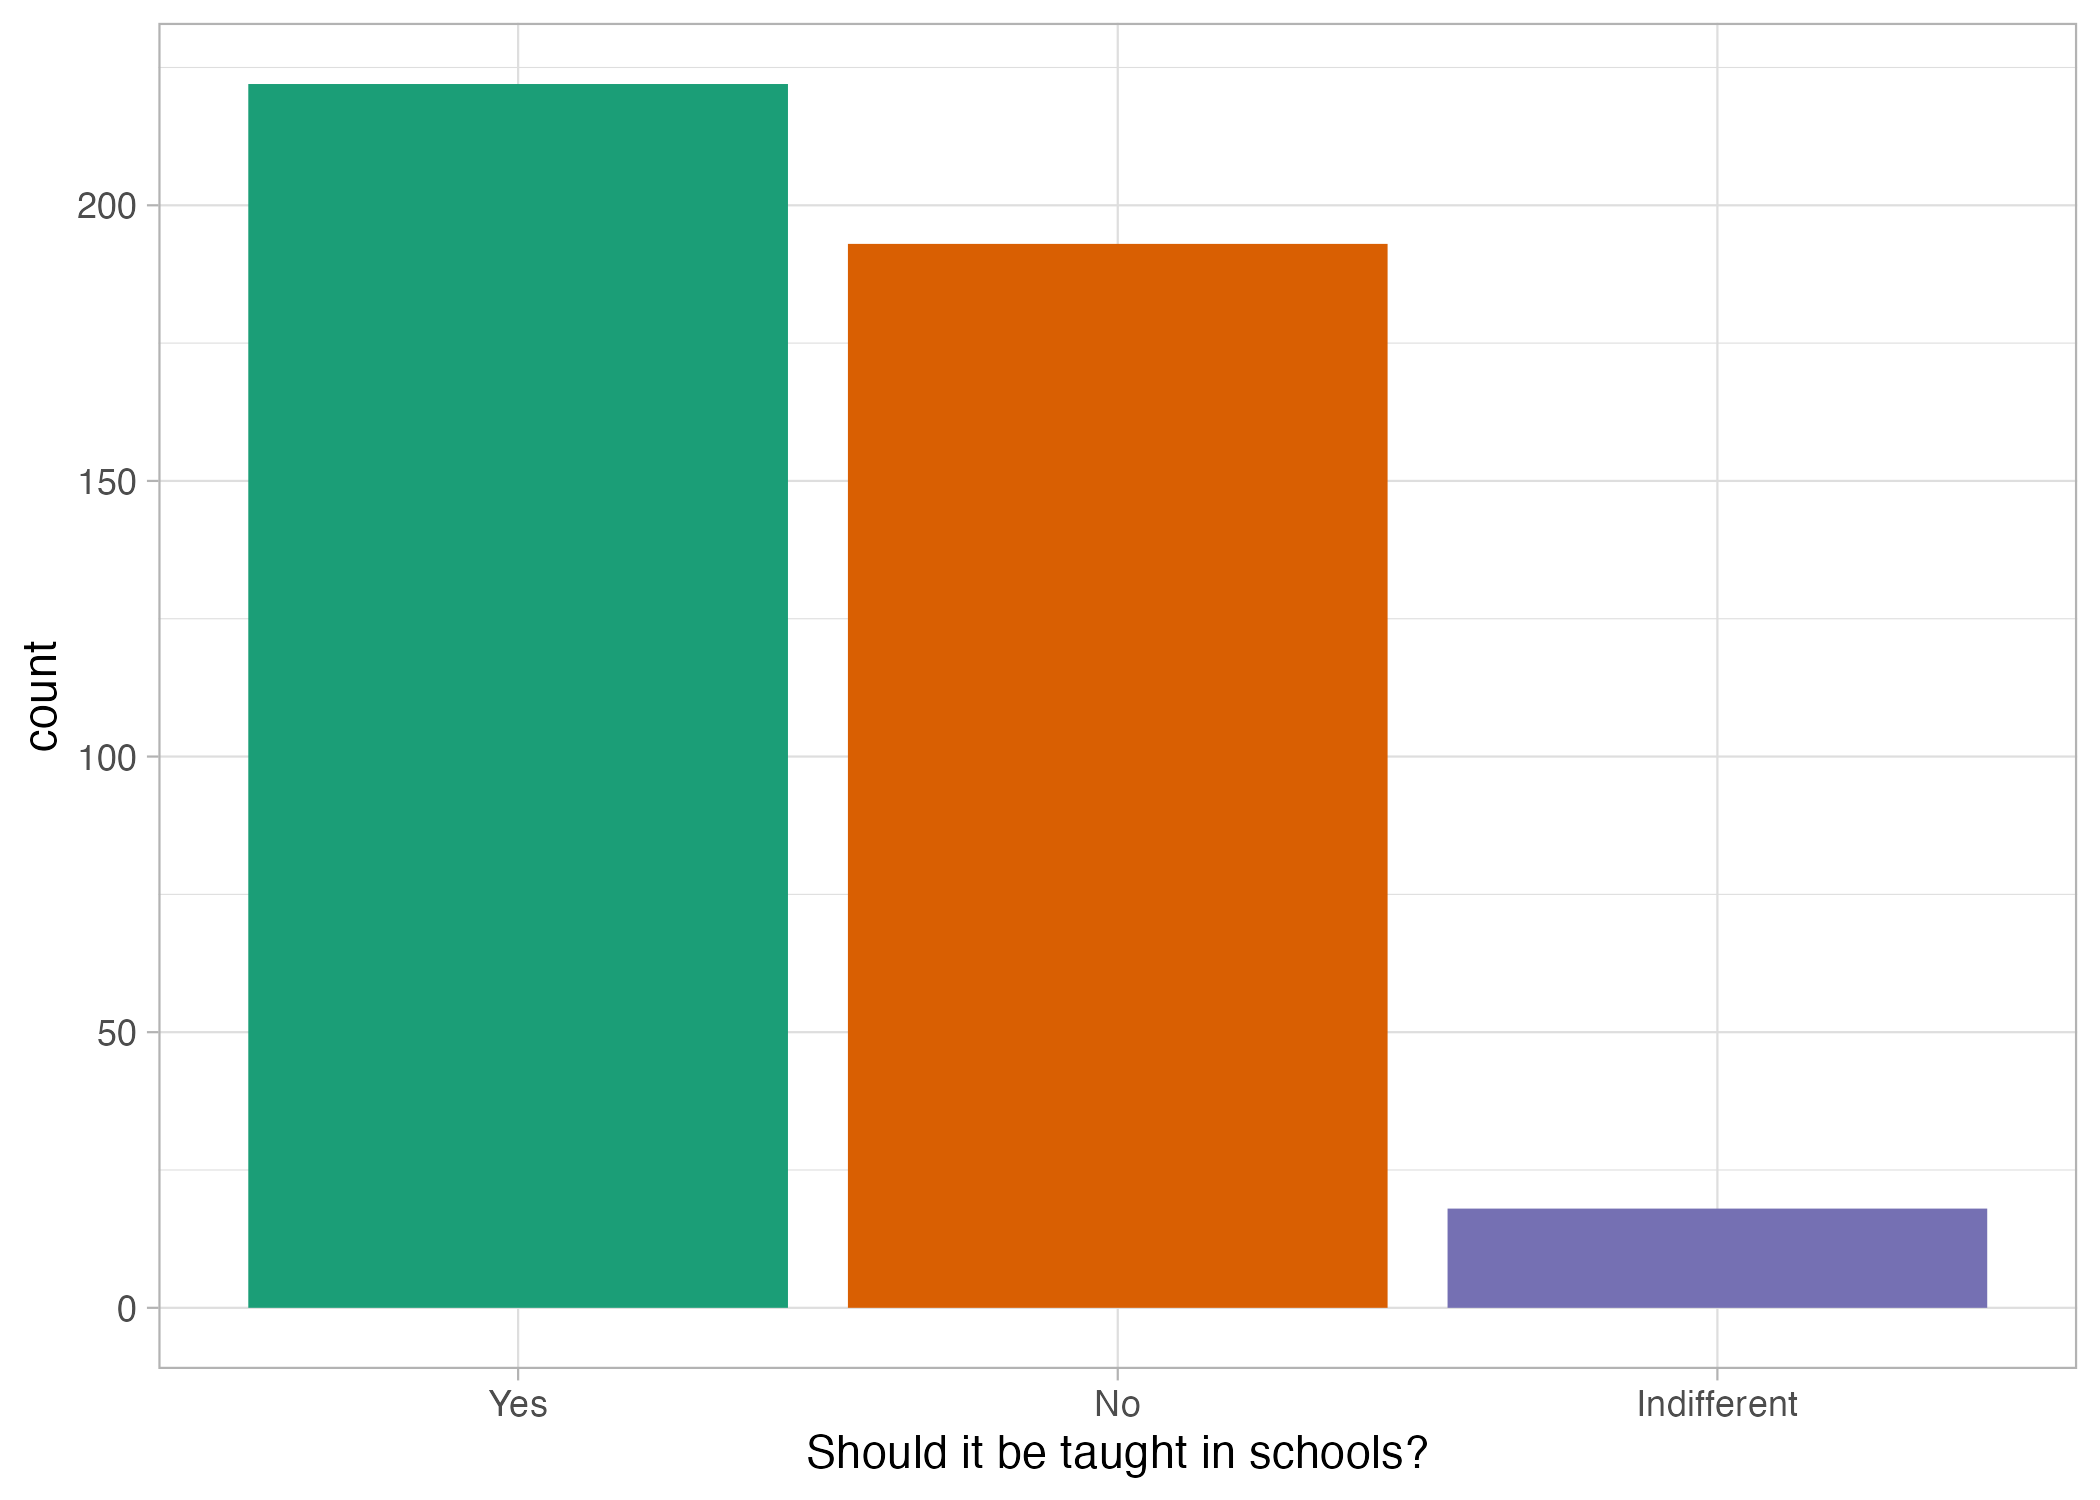 count
200
150
100
50
0
Yes No Indifferent
Should it be taught in schools?